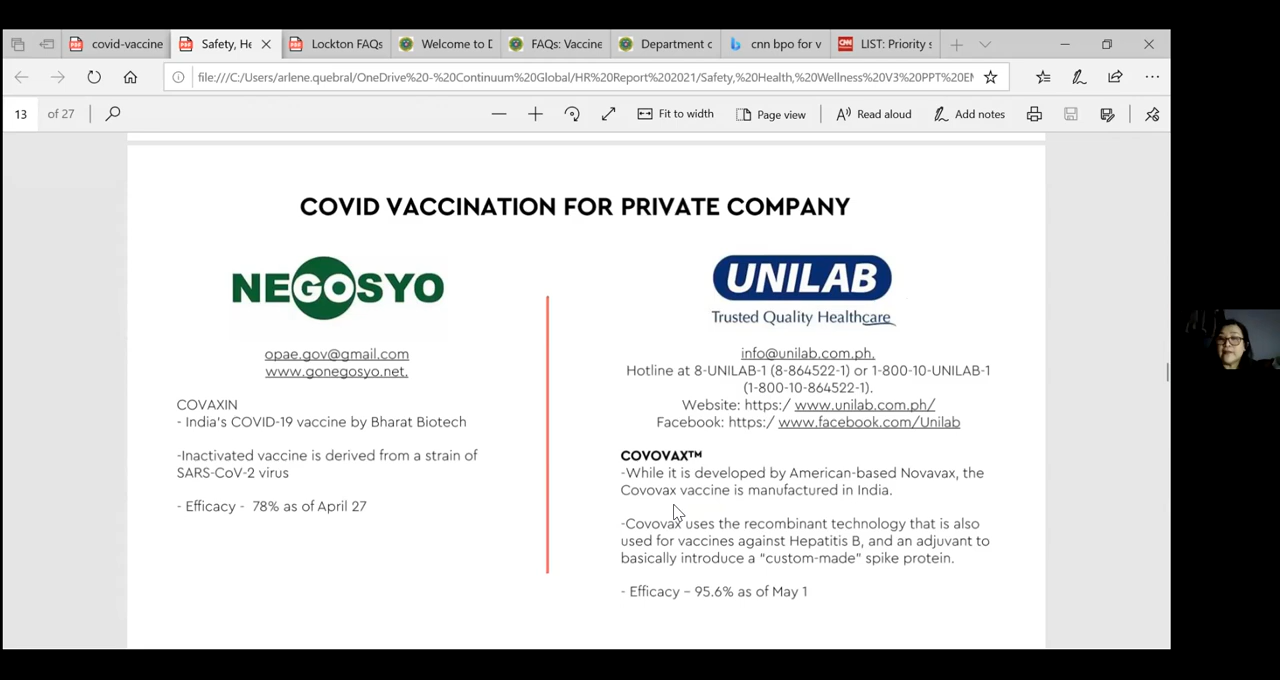 covid-vaccine
Safety, He
Lockton FAQs
Welcome to D
FAQs: Vaccine
Department c
cnn bpo for v
CNN
LIST: Priority s
file:///C:/Users/arlene.quebral/OneDrive%20-%20Continuum%20Global/HR%20Report%202021/Safety,%20Health,%20Wellness%20V3%20PPT%20EM
13 of 27
Fit to width
Page view
Read aloud
Add notes
COVID VACCINATION FOR PRIVATE COMPANY
NEGOSYO
opae.gov@gmail.com
www.gonegosyo.net.
COVAXIN
- India's COVID-19 vaccine by Bharat Biotech
-Inactivated vaccine is derived from a strain of
SARS-CoV-2 virus
- Efficacy - 78% as of April 27
UNILAB
Trusted Quality Healthcare
info@unilab.com.ph.
Hotline at 8-UNILAB-1 (8-864522-1) or 1-800-10-UNILAB-1
(1-800-10-864522-1).
Website: https:/ www.unilab.com.ph/
Facebook: https:/ www.facebook.com/Unilab
COVOVAX™
-While it is developed by American-based Novavax, the
Covovax vaccine is manufactured in India.
-Covovax uses the recombinant technology that is also
used for vaccines against Hepatitis B, and an adjuvant to
basically introduce a “custom-made” spike protein.
- Efficacy – 95.6% as of May 1